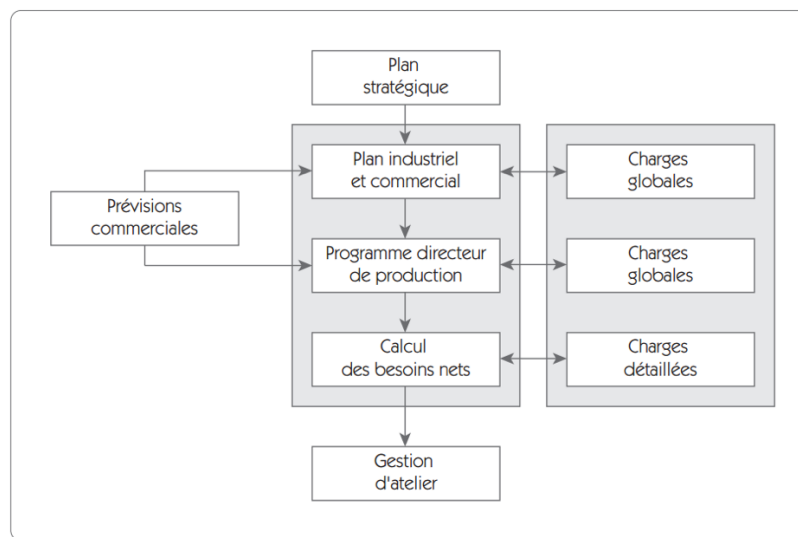 Plan
stratégique
Plan industriel
et commercial
Charges
globales
Prévisions
commerciales
Programme directeur
de production
Charges
globales
Calcul
des besoins nets
Charges
détaillées
Gestion
d'atelier